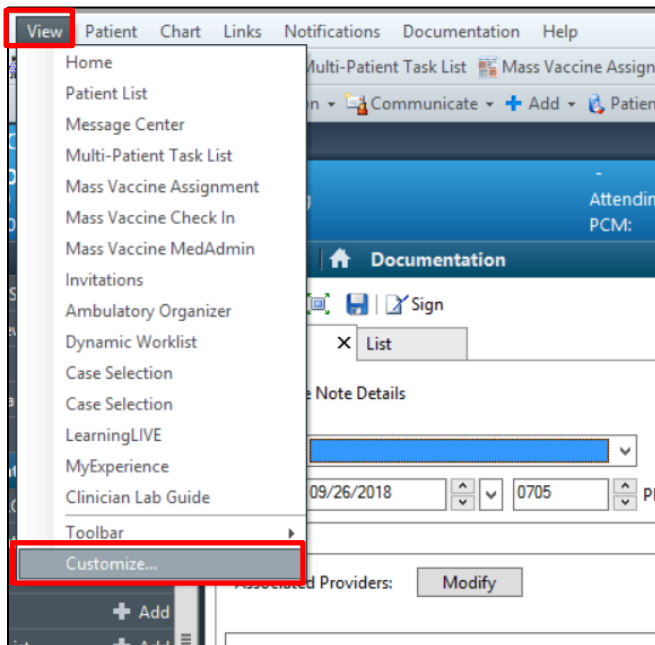 View Patient Chart Links Notifications Documentation Help
Home
Multi-Patient Task List Mass Vaccine Assign
Patient List
Communicate Add Patien
Message Center
Multi-Patient Task List
Mass Vaccine Assignment
Attendin
Mass Vaccine Check In
PCM:
Mass Vaccine MedAdmin
Documentation
Invitations
Ambulatory Organizer
Sign
Dynamic Worklist
List
Case Selection
Case Selection
Note Details
LearningLIVE
MyExperience
Clinician Lab Guide
09/26/2018 0705
Toolbar
Customize...
Associated Providers: Modify
Add
Add